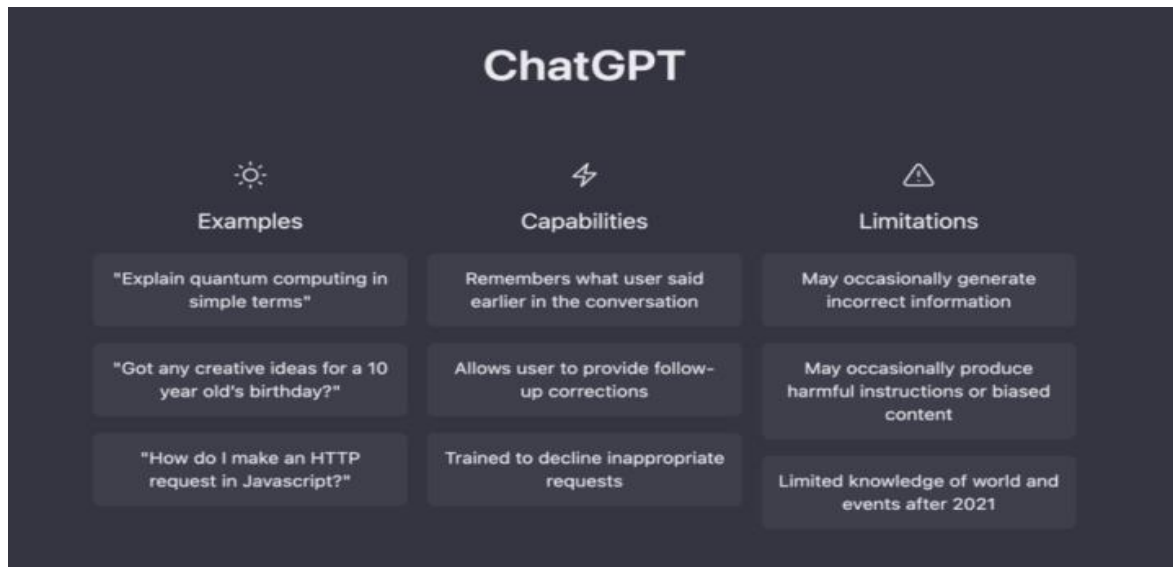 ChatGPT
Examples
"Explain quantum computing in
simple terms"
"Got any creative ideas for a 10
year old's birthday?"
"How do I make an HTTP
request in Javascript?"
Capabilities
Remembers what user said
earlier in the conversation
Allows user to provide follow-
up corrections
Trained to decline inappropriate
requests
Limitations
May occasionally generate
incorrect information
May occasionally produce
harmful instructions or biased
content
Limited knowledge of world and
events after 2021